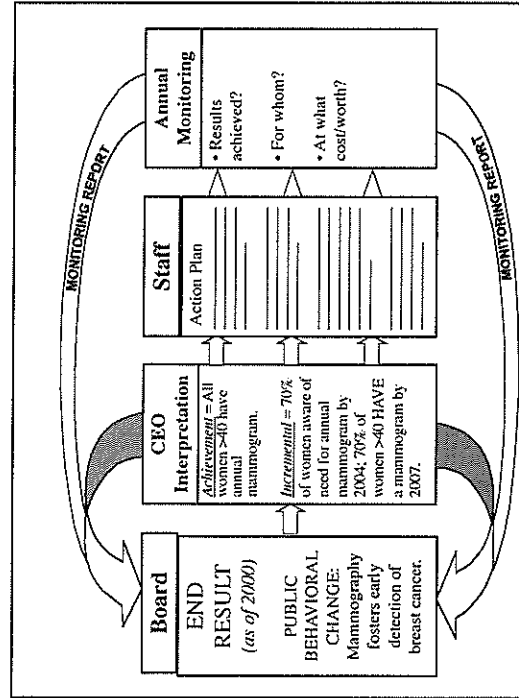 MONITORING REPORT
Board
END
RESULT
(as of 2000)
PUBLIC
BEHAVIORAL
CHANGE:
Mammography
fosters early
detection of
breast cancer.
CEO
Interpretation
Achievement = All
women >40 have
annual
mammogram.
Incremental = 70%
of women aware of
need for annual
mammogram by
2004; 70% of
women >40 HAVE
a mammogram by
2007.
Staff
Action Plan
Annual
Monitoring
• Results
achieved?
• For whom?
• At what
cost/worth?
MONITORING REPORT